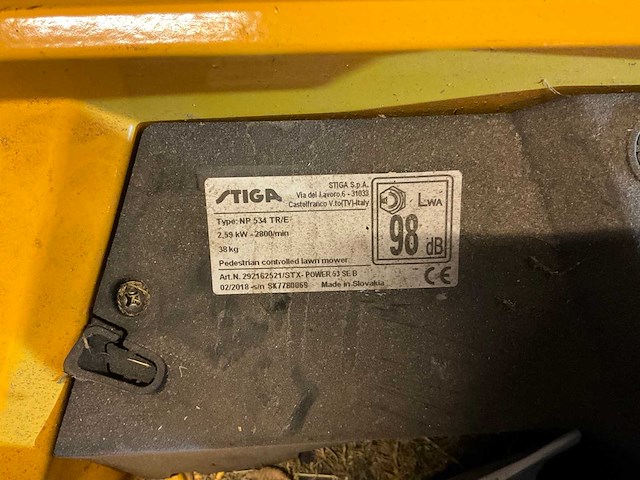 STIGA
STIGA S.p.A.
Via del Lavoro,6 - 31033
Castelfranco V.to(TV)-Italy
Type: NP 534 TR/E
2,59 kW - 2800/min
38 kg
Pedestrian controlled lawn mower
Art.N. 292162521/STX- POWER 53 SE B
02/2018 -s/n SK7780069 Made in Slovakia
LWA
98 dB
CE